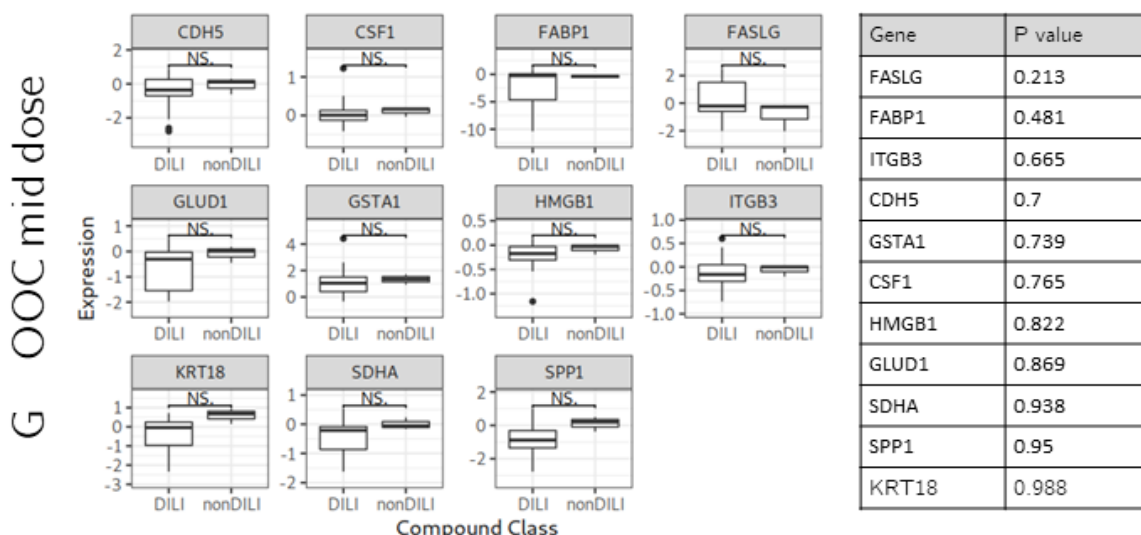 G OOC mid dose
Expression
CDH5 CSF1 FABP1 FASLG
NS. NS. NS. NS.
2 0 -2
1 0
0 -5 -10
2 0 -2
DILI nonDILI DILI nonDILI DILI nonDILI DILI nonDILI
GLUD1 GSTA1 HMGB1 ITGB3
NS. NS. NS. NS.
1 0 -1 -2
4 2 0
0.5 0.0 -0.5 -1.0
1.0 0.5 0.0 -0.5 -1.0
DILI nonDILI DILI nonDILI DILI nonDILI DILI nonDILI
KRT18 SDHA SPP1
NS. NS. NS.
1 0 -1 -2 -3
1 0 -1 -2
2 0 -2
DILI nonDILI DILI nonDILI DILI nonDILI
Compound Class
Gene P value
FASLG 0.213
FABP1 0.481
ITGB3 0.665
CDH5 0.7
GSTA1 0.739
CSF1 0.765
HMGB1 0.822
GLUD1 0.869
SDHA 0.938
SPP1 0.95
KRT18 0.988